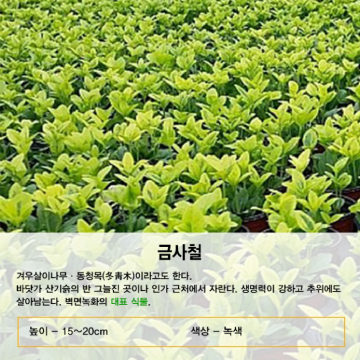 금사철
겨우살이나무 · 동청목(冬靑木)이라고도 한다.
바닷가 산기슭의 반 그늘진 곳이나 인가 근처에서 자란다. 생명력이 강하고 추위에도
살아남는다. 벽면녹화의 대표 식물.
높이 - 15~20cm 색상 - 녹색